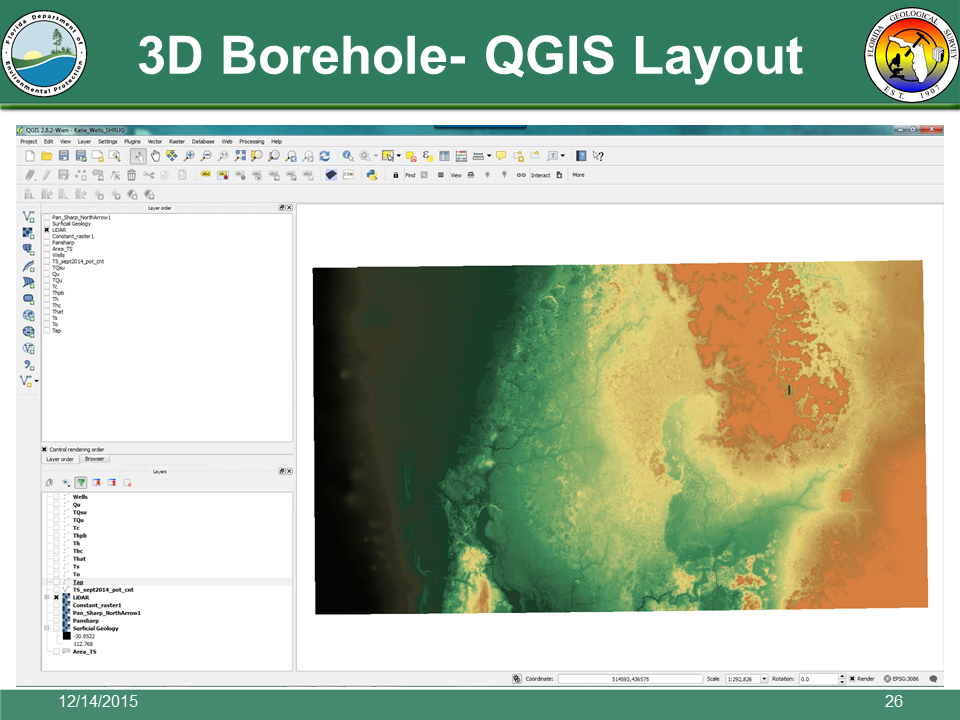 Florida Department of
Environmental Protection
3D Borehole- QGIS Layout
FLORIDA GEOLOGICAL SURVEY
EST. 1907
QGIS 2.8.2-Wien - Katie_Wells_SHRUG
Project Edit View Layer Settings Plugins Vector Raster Database Web Processing Help
Find View Interact More
Layer order
Pan_Sharp_NorthArrow1
Surficial Geology
LiDAR
Constant_raster1
Pansharp
Area_TS
Wells
TS_sept2014_pot_cnt
TQsu
Qu
TQu
Tc
Thpb
Th
Thc
That
Ts
To
Tap
Control rendering order
Layer order Browser
Layers
Wells
Qu
TQsu
TQu
Tc
Thpb
Th
Thc
That
Ts
To
Tap
TS_sept2014_pot_cnt
LiDAR
Constant_raster1
Pan_Sharp_NorthArrow1
Pansharp
Surficial Geology
-30.9522
112.768
Area_TS
Coordinate: 514593,436575 Scale 1:292,826 Rotation: 0.0 Render EPSG:3086
12/14/2015
26